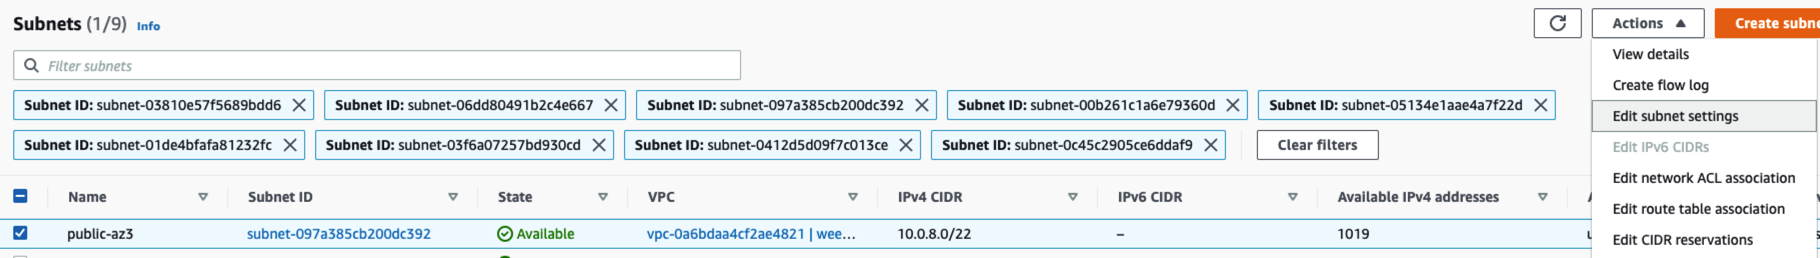 Subnets (1/9) Info
Actions
Create subne
Filter subnets
View details
Create flow log
Subnet ID: subnet-03810e57f5689bdd6
Subnet ID: subnet-06dd80491b2c4e667
Subnet ID: subnet-097a385cb200dc392
Subnet ID: subnet-00b261c1a6e79360d
Subnet ID: subnet-05134e1aae4a7f22d
Edit subnet settings
Subnet ID: subnet-01de4bfafa81232fc
Subnet ID: subnet-03f6a07257bd930cd
Subnet ID: subnet-0412d5d09f7c013ce
Subnet ID: subnet-0c45c2905ce6ddaf9
Clear filters
Edit IPv6 CIDRs
Edit network ACL association
Edit route table association
Edit CIDR reservations
Name Subnet ID State VPC IPv4 CIDR IPv6 CIDR Available IPv4 addresses
public-az3 subnet-097a385cb200dc392 Available vpc-0a6bdaa4cf2ae4821 | wee... 10.0.8.0/22 – 1019